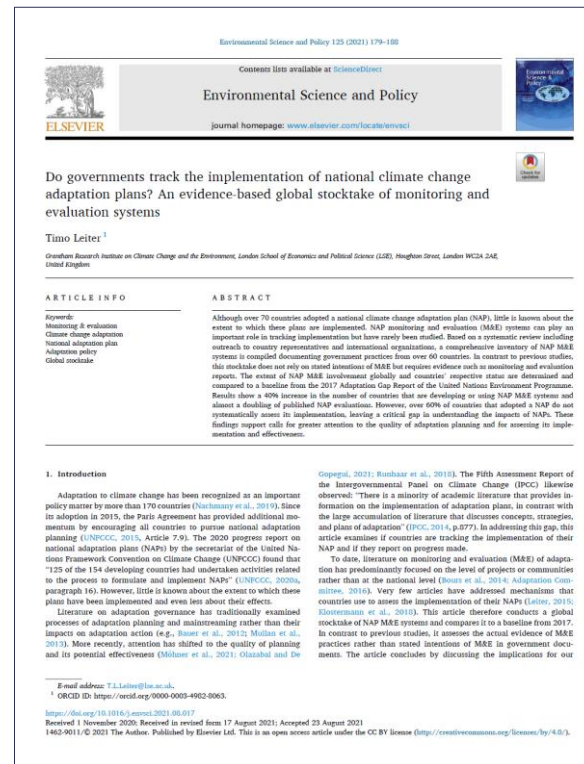 Environmental Science and Policy 125 (2021) 179–188
Contents lists available at ScienceDirect
Environmental Science and Policy
journal homepage: www.elsevier.com/locate/envsci
ELSEVIER
Environmental
Science &
Policy
Check for
updates
Do governments track the implementation of national climate change
adaptation plans? An evidence-based global stocktake of monitoring and
evaluation systems
Timo Leiter 1
Grantham Research Institute on Climate Change and the Environment, London School of Economics and Political Science (LSE), Houghton Street, London WC2A 2AE,
United Kingdom
ARTICLE INFO
Keywords:
Monitoring & evaluation
Climate change adaptation
National adaptation plan
Adaptation policy
Global stocktake
ABSTRACT
Although over 70 countries adopted a national climate change adaptation plan (NAP), little is known about the
extent to which these plans are implemented. NAP monitoring and evaluation (M&E) systems can play an
important role in tracking implementation but have rarely been studied. Based on a systematic review including
outreach to country representatives and international organizations, a comprehensive inventory of NAP M&E
systems is compiled documenting government practices from over 60 countries. In contrast to previous studies,
this stocktake does not rely on stated intentions of M&E but requires evidence such as monitoring and evaluation
reports. The extent of NAP M&E involvement globally and countries' respective status are determined and
compared to a baseline from the 2017 Adaptation Gap Report of the United Nations Environment Programme.
Results show a 40% increase in the number of countries that are developing or using NAP M&E systems and
almost a doubling of published NAP evaluations. However, over 60% of countries that adopted a NAP do not
systematically assess its implementation, leaving a critical gap in understanding the impacts of NAPs. These
findings support calls for greater attention to the quality of adaptation planning and for assessing its imple-
mentation and effectiveness.
1. Introduction
Adaptation to climate change has been recognized as an important
policy matter by more than 170 countries (Nachmany et al., 2019). Since
its adoption in 2015, the Paris Agreement has provided additional mo-
mentum by encouraging all countries to pursue national adaptation
planning (UNFCCC, 2015, Article 7.9). The 2020 progress report on
national adaptation plans (NAPs) by the secretariat of the United Na-
tions Framework Convention on Climate Change (UNFCCC) found that
"125 of the 154 developing countries had undertaken activities related
to the process to formulate and implement NAPs" (UNFCCC, 2020a,
paragraph 16). However, little is known about the extent to which these
plans have been implemented and even less about their effects.
Literature on adaptation governance has traditionally examined
processes of adaptation planning and mainstreaming rather than their
impacts on adaptation action (e.g., Bauer et al., 2012; Mullan et al.,
2013). More recently, attention has shifted to the quality of planning
and its potential effectiveness (Möhner et al., 2021; Olazabal and De
Gopegui, 2021; Runhaar et al., 2018). The Fifth Assessment Report of
the Intergovernmental Panel on Climate Change (IPCC) likewise
observed: "There is a minority of academic literature that provides in-
formation on the implementation of adaptation plans, in contrast with
the large accumulation of literature that discusses concepts, strategies,
and plans of adaptation" (IPCC, 2014, p.877). In addressing this gap, this
article examines if countries are tracking the implementation of their
NAP and if they report on progress made.
To date, literature on monitoring and evaluation (M&E) of adapta-
tion has predominantly focused on the level of projects or communities
rather than at the national level (Bours et al., 2014; Adaptation Com-
mittee, 2016). Very few articles have addressed mechanisms that
countries use to assess the implementation of their NAPs (Leiter, 2015;
Klostermann et al., 2018). This article therefore conducts a global
stocktake of NAP M&E systems and compares it to a baseline from 2017.
In contrast to previous studies, it assesses the actual evidence of M&E
practices rather than stated intentions of M&E in government docu-
ments. The article concludes by discussing the implications for our
E-mail address: T.L.Leiter@lse.ac.uk.
1 ORCID ID: https://orcid.org/0000-0003-4982-8063.
https://doi.org/10.1016/j.envsci.2021.08.017
Received 1 November 2020; Received in revised form 17 August 2021; Accepted 23 August 2021
1462-9011/© 2021 The Author. Published by Elsevier Ltd. This is an open access article under the CC BY license (http://creativecommons.org/licenses/by/4.0/).